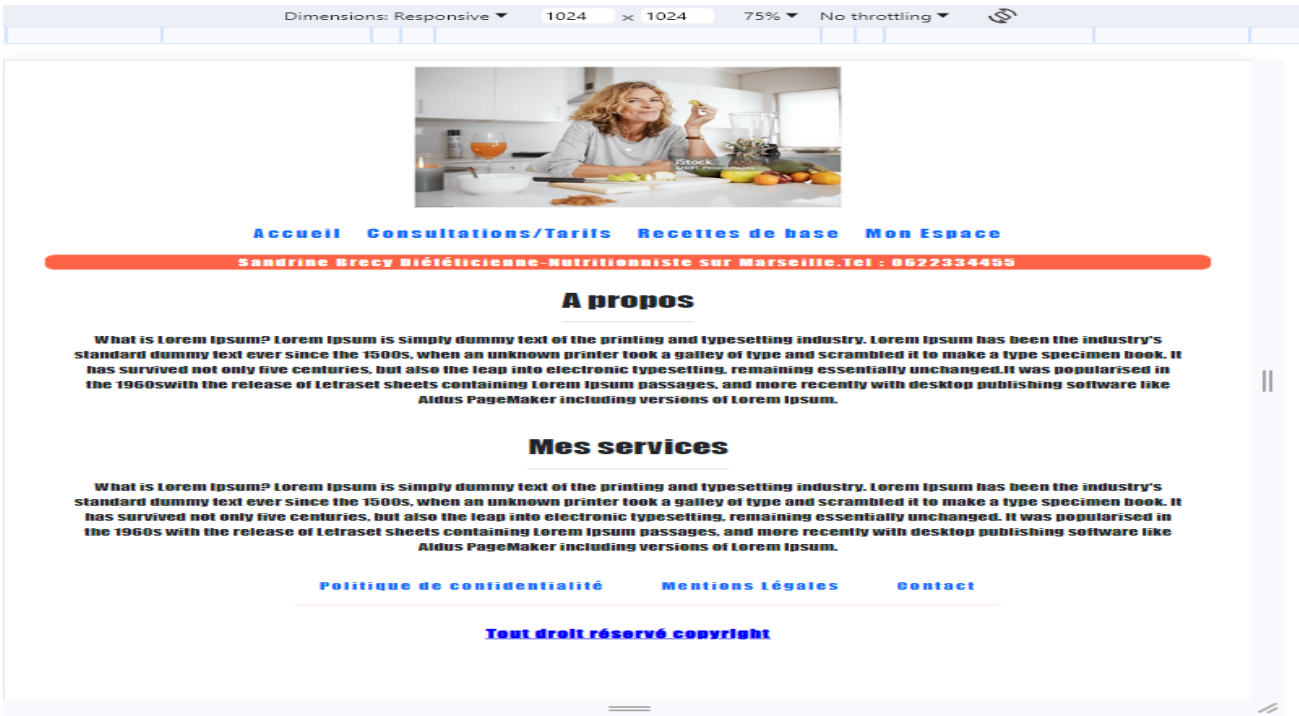 Dimensions: Responsive ▼ 1024 × 1024 75% ▼ No throttling ▼
iStock
Accueil Consultations/Tarifs Recettes de base Mon Espace
Sandrine Brecy Diététicienne-Nutritionniste sur Marseille.Tel : 0622334455
A propos
What is Lorem Ipsum? Lorem Ipsum is simply dummy text of the printing and typesetting industry. Lorem Ipsum has been the industry's
standard dummy text ever since the 1500s, when an unknown printer took a galley of type and scrambled it to make a type specimen book. It
has survived not only five centuries, but also the leap into electronic typesetting, remaining essentially unchanged.It was popularised in
the 1960swith the release of Letraset sheets containing Lorem Ipsum passages, and more recently with desktop publishing software like
Aldus PageMaker including versions of Lorem Ipsum.
Mes services
What is Lorem Ipsum? Lorem Ipsum is simply dummy text of the printing and typesetting industry. Lorem Ipsum has been the industry's
standard dummy text ever since the 1500s, when an unknown printer took a galley of type and scrambled it to make a type specimen book. It
has survived not only five centuries, but also the leap into electronic typesetting, remaining essentially unchanged. It was popularised in
the 1960s with the release of Letraset sheets containing Lorem Ipsum passages, and more recently with desktop publishing software like
Aldus PageMaker including versions of Lorem Ipsum.
Politique de confidentialité Mentions Légales Contact
Tout droit réservé copyright